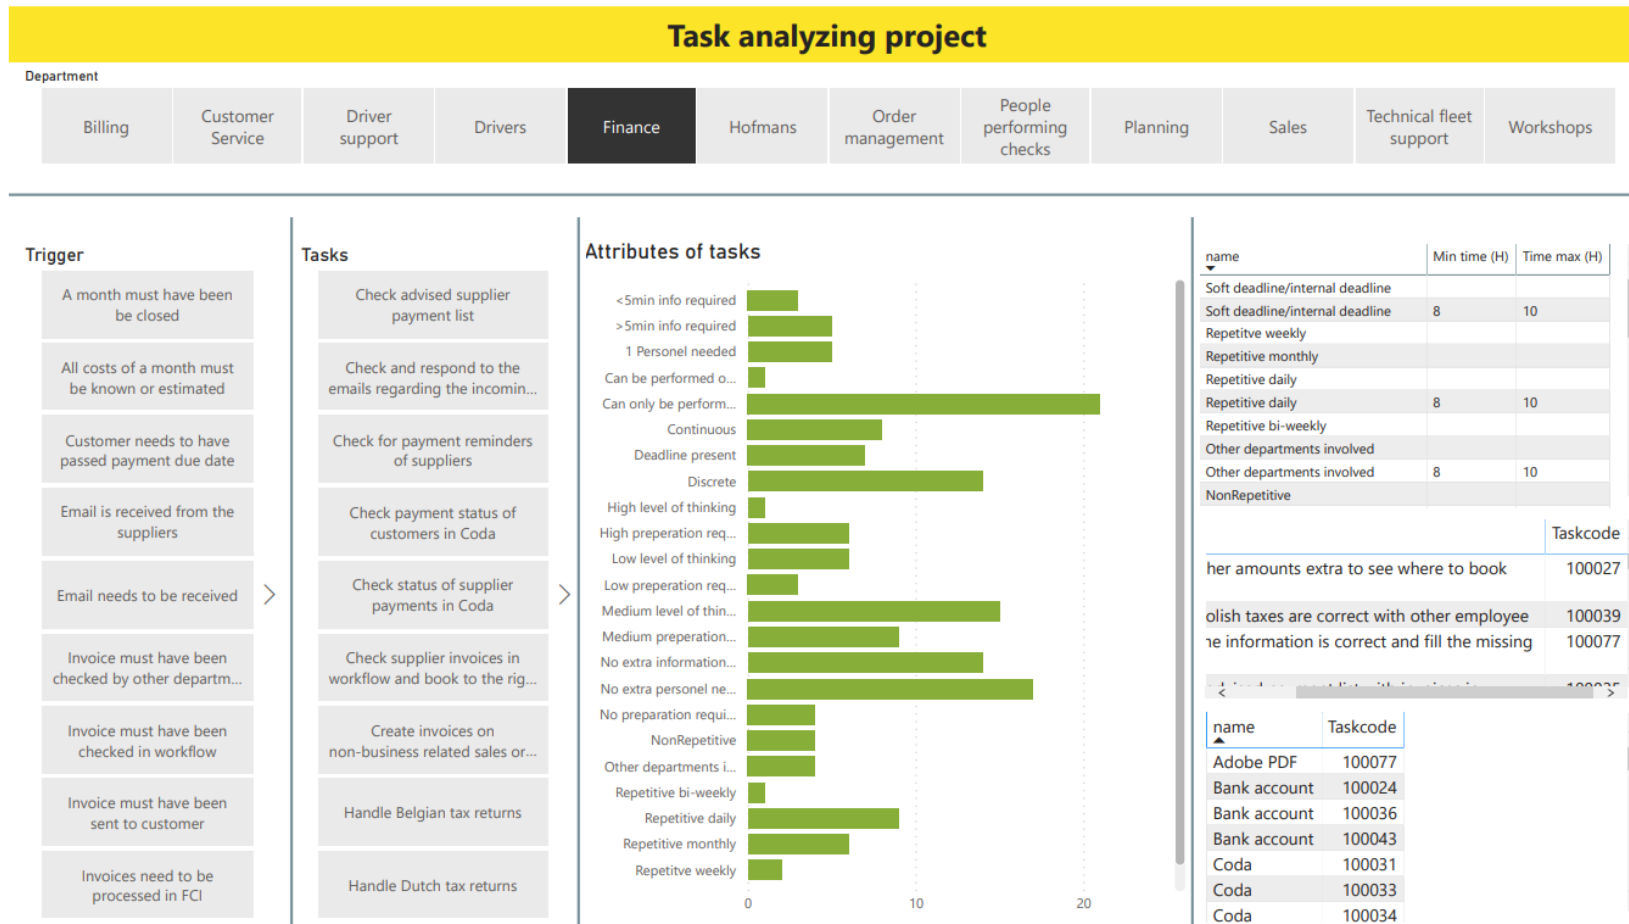 Task analyzing project
Department
Billing
Customer
Service
Driver
support
Drivers
Finance
Hofmans
Order
management
People
performing
checks
Planning
Sales
Technical fleet
support
Workshops
Trigger
A month must have been
be closed
All costs of a month must
be known or estimated
Customer needs to have
passed payment due date
Email is received from the
suppliers
Email needs to be received
Invoice must have been
checked by other departm...
Invoice must have been
checked in workflow
Invoice must have been
sent to customer
Invoices need to be
processed in FCI
Tasks
Check advised supplier
payment list
Check and respond to the
emails regarding the incomin...
Check for payment reminders
of suppliers
Check payment status of
customers in Coda
Check status of supplier
payments in Coda
Check supplier invoices in
workflow and book to the rig...
Create invoices on
non-business related sales or...
Handle Belgian tax returns
Handle Dutch tax returns
Attributes of tasks
<5min info required
>5min info required
1 Personel needed
Can be performed o...
Can only be perform...
Continuous
Deadline present
Discrete
High level of thinking
High preperation req...
Low level of thinking
Low preperation req...
Medium level of thin...
Medium preperation...
No extra information...
No extra personel ne...
No preparation requi...
NonRepetitive
Other departments i...
Repetitive bi-weekly
Repetitive daily
Repetitive monthly
Repetitve weekly
0 10 20
name Min time (H) Time max (H)
Soft deadline/internal deadline
Soft deadline/internal deadline 8 10
Repetitve weekly
Repetitive monthly
Repetitive daily
Repetitive daily 8 10
Repetitive bi-weekly
Other departments involved
Other departments involved 8 10
NonRepetitive
Taskcode
her amounts extra to see where to book 100027
olish taxes are correct with other employee 100039
ne information is correct and fill the missing 100077
name Taskcode
Adobe PDF 100077
Bank account 100024
Bank account 100036
Bank account 100043
Coda 100031
Coda 100033
Coda 100034